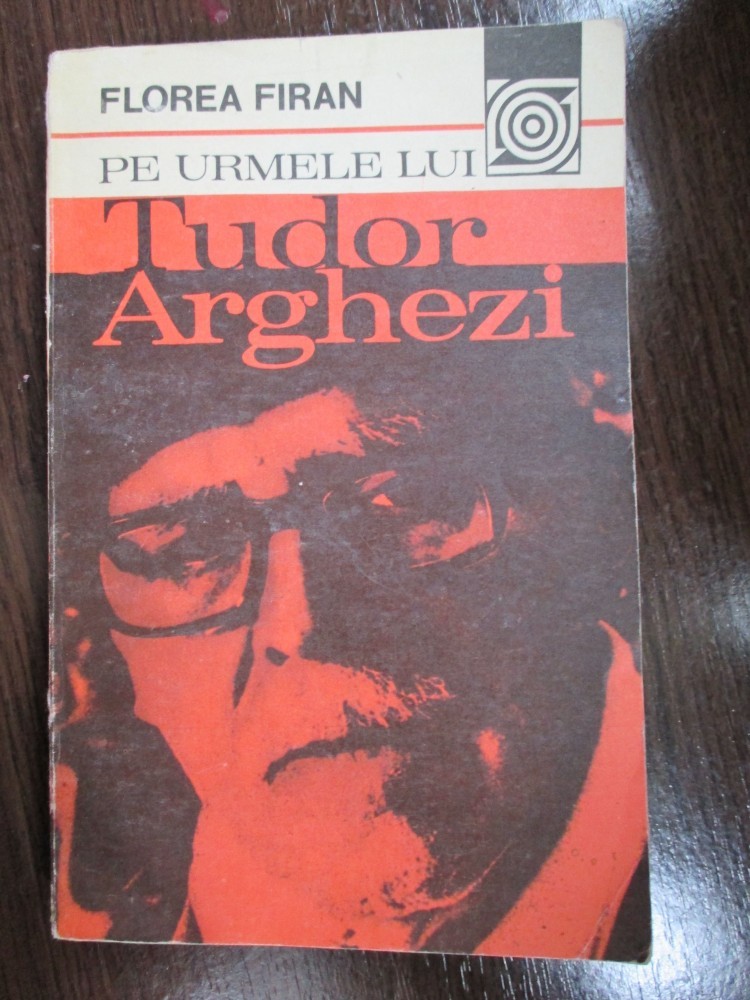 FLOREA FIRAN
PE URMELE LUI
Tudor
Arghezi